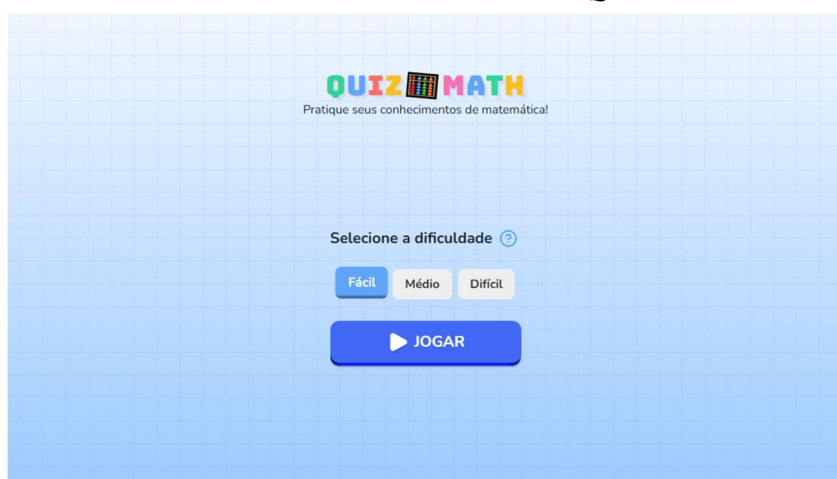 QUIZ MATH
Pratique seus conhecimentos de matemática!
Selecione a dificuldade ?
Fácil Médio Difícil
JOGAR